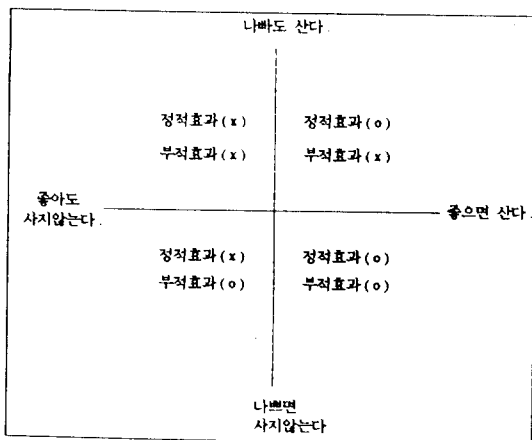 나빠도 산다
정적효과(x) 정적효과(o)
부적효과(x) 부적효과(x)
좋아도
사지않는다.
좋으면 산다.
정적효과(x) 정적효과(o)
부적효과(o) 부적효과(o)
나쁘면
사지않는다